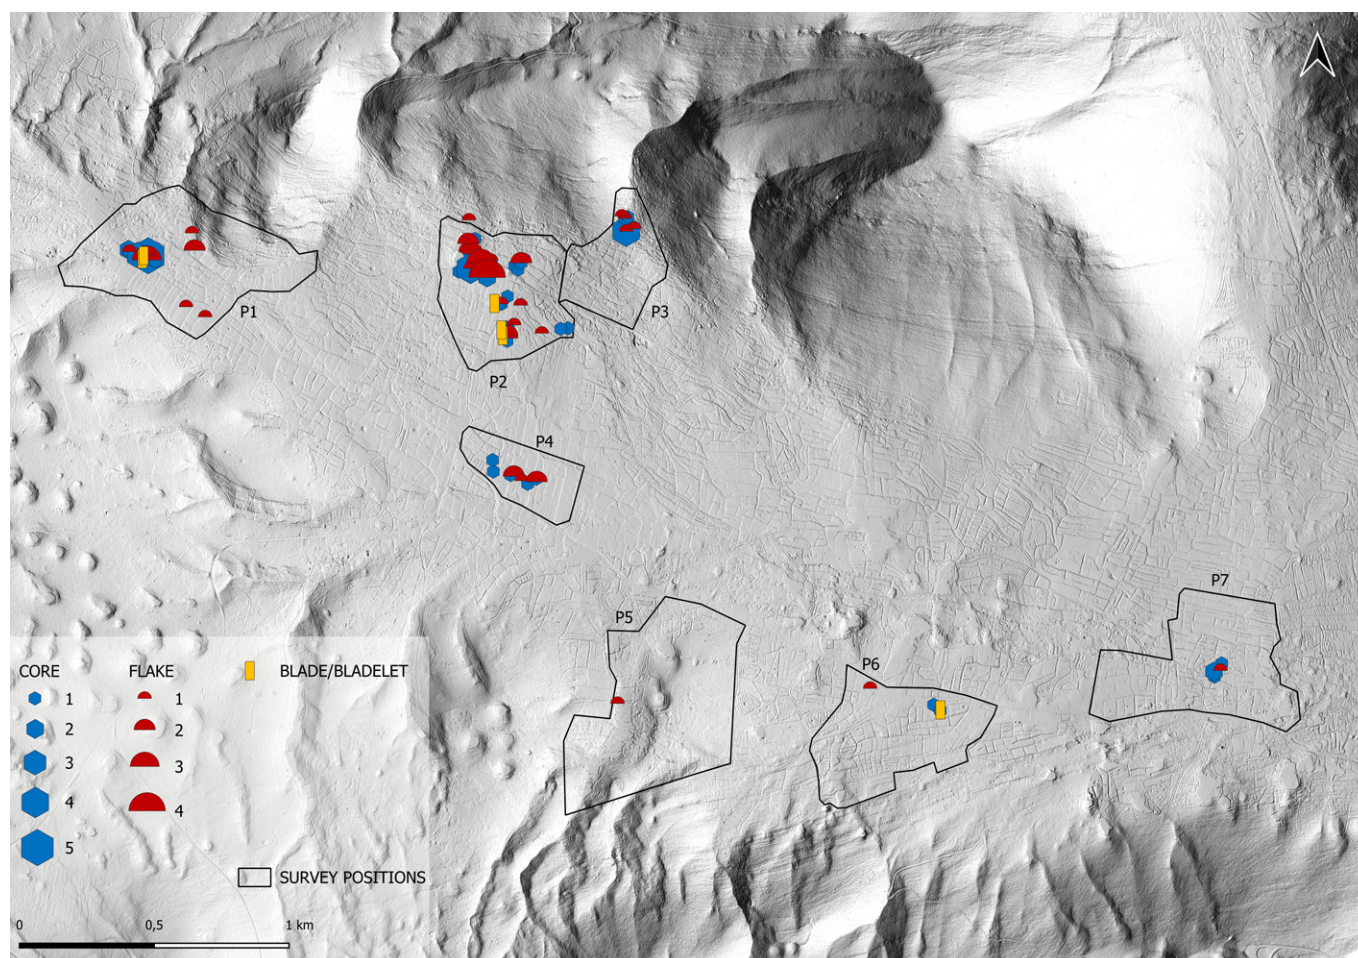 P1
P3
P2
P4
P7
P5
P6
CORE FLAKE BLADE/BLADELET
1 1
2 2
3 3
4 4
5
SURVEY POSITIONS
0 0,5 1 km